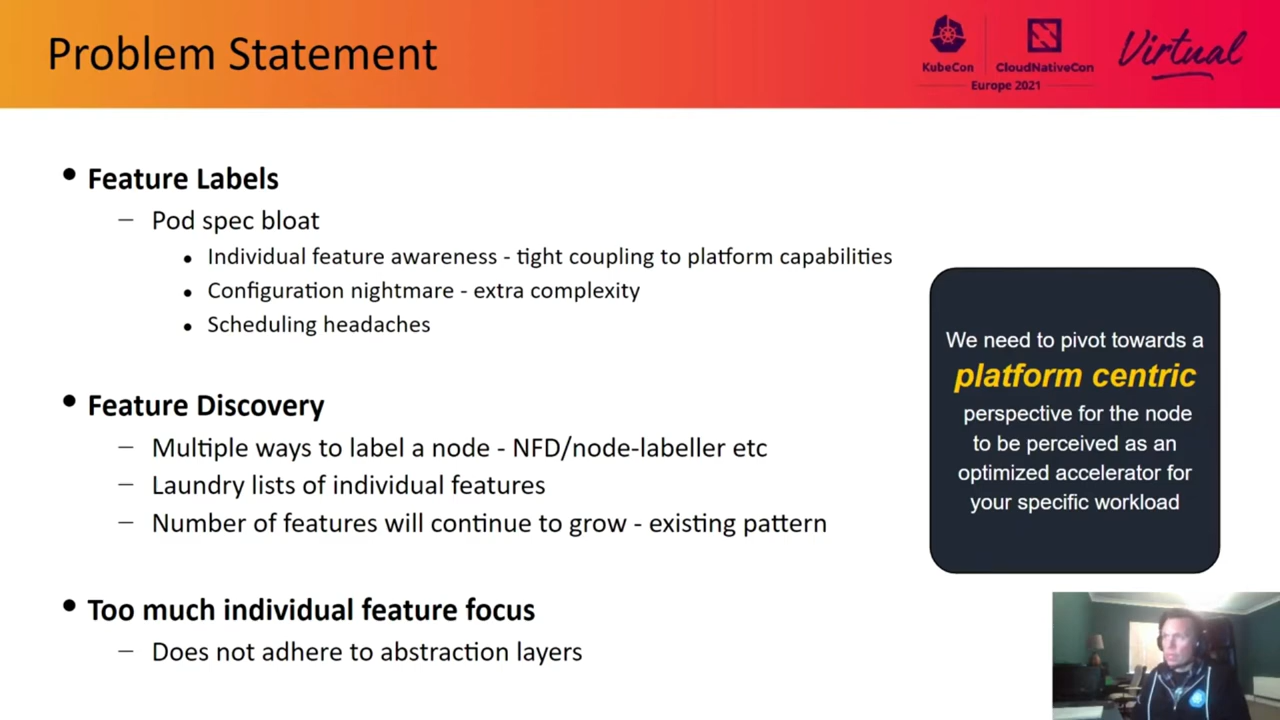 Problem Statement
KubeCon
CloudNativeCon
Europe 2021
Virtual
• Feature Labels
– Pod spec bloat
• Individual feature awareness - tight coupling to platform capabilities
• Configuration nightmare - extra complexity
• Scheduling headaches
• Feature Discovery
– Multiple ways to label a node - NFD/node-labeller etc
– Laundry lists of individual features
– Number of features will continue to grow - existing pattern
• Too much individual feature focus
– Does not adhere to abstraction layers
We need to pivot towards a
platform centric
perspective for the node
to be perceived as an
optimized accelerator for
your specific workload